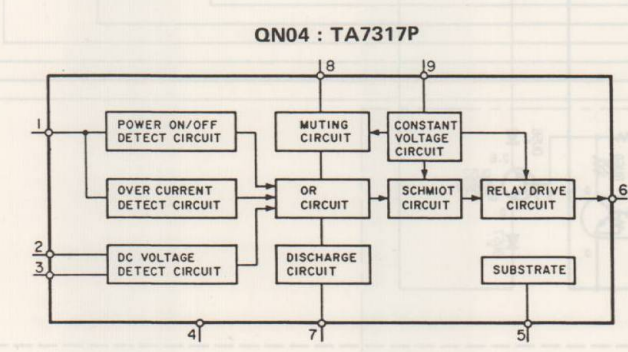 QN04 : TA7317P
8
9
1
POWER ON/OFF
DETECT CIRCUIT
MUTING
CIRCUIT
CONSTANT
VOLTAGE
CIRCUIT
OVER CURRENT
DETECT CIRCUIT
OR
CIRCUIT
SCHMIOT
CIRCUIT
RELAY DRIVE
CIRCUIT
6
2
3
DC VOLTAGE
DETECT CIRCUIT
DISCHARGE
CIRCUIT
SUBSTRATE
4
7
5